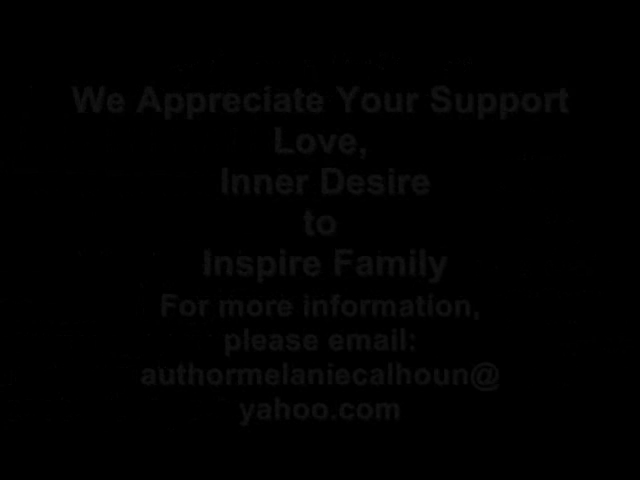 We Appreciate Your Support
Love,
Inner Desire
to
Inspire Family
For more information,
please email:
authormelaniecalhoun@
yahoo.com